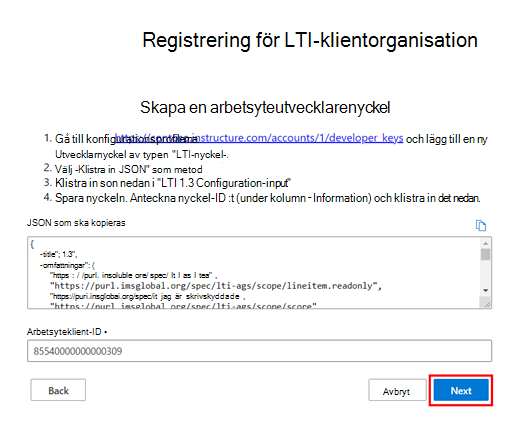 Registrering för LTI-klientorganisation
Skapa en arbetsyteutvecklarenyckel
1. Gå till konfigurationsprofilerna instructure.com/accounts/1/developer_keys och lägg till en ny
Utvecklarnyckel av typen "LTI-nyckel-.
2. Välj -Klistra in JSON" som metod
3. Klistra in son nedan i "LTI 1.3 Configuration-input"
4. Spara nyckeln. Anteckna nyckel-ID :t (under kolumn - Information) och klistra in det nedan.
JSON som ska kopieras
{
-title"; 1.3",
-omfattningar": (
"https : / /purl. insoluble ore/ spec/ lt I as I tea" ,
"https://purl.imsglobal.org/spec/lti-ags/scope/lineitem.readonly",
"https://puri.insglobal.org/spec/it jag är skrivskyddade ,
"https://purl.imsglobal.org/spec/lti-ags/scope/score"
Arbetsyteklient-ID •
85540000000000309
Back
Avbryt
Next